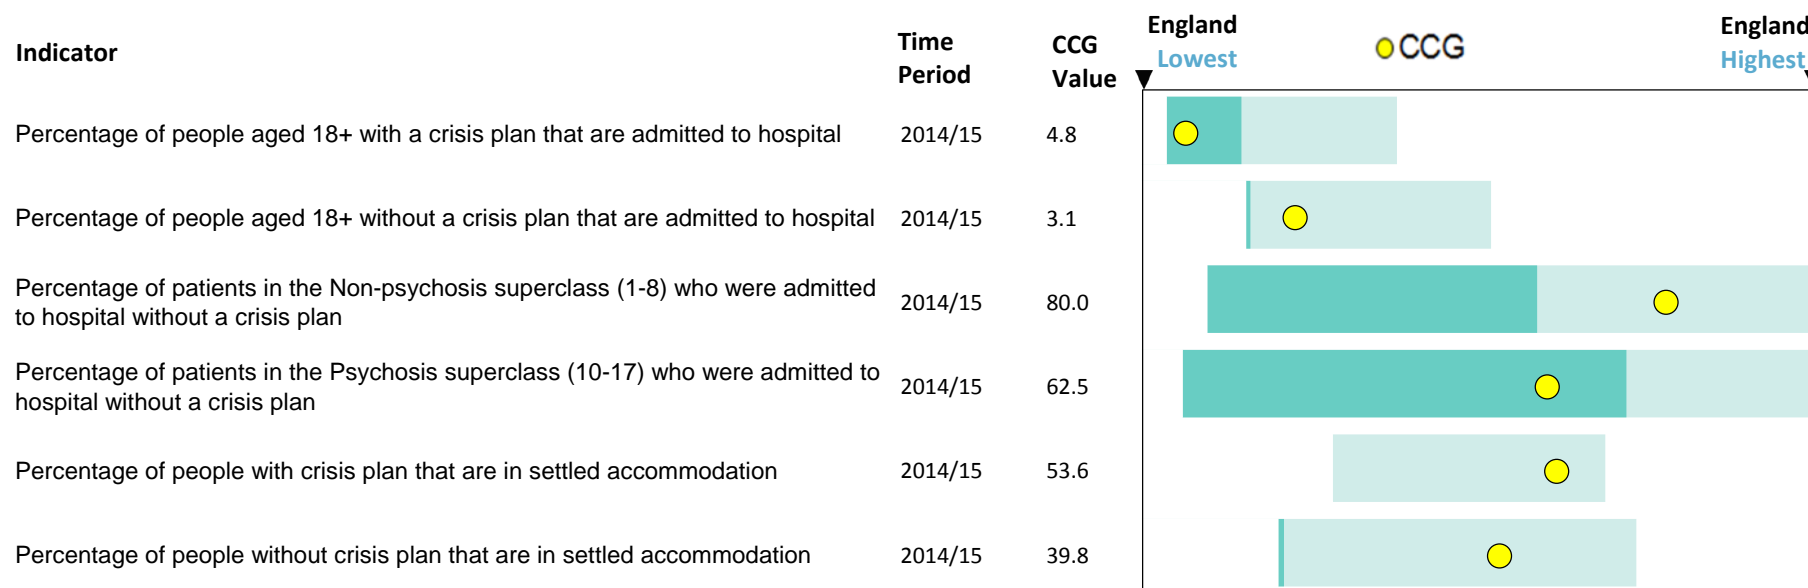 Indicator
Time
Period
CCG
Value
England
Lowest
CCG
England
Highest
Percentage of people aged 18+ with a crisis plan that are admitted to hospital 2014/15 4.8
Percentage of people aged 18+ without a crisis plan that are admitted to hospital 2014/15 3.1
Percentage of patients in the Non-psychosis superclass (1-8) who were admitted
to hospital without a crisis plan 2014/15 80.0
Percentage of patients in the Psychosis superclass (10-17) who were admitted to
hospital without a crisis plan 2014/15 62.5
Percentage of people with crisis plan that are in settled accommodation 2014/15 53.6
Percentage of people without crisis plan that are in settled accommodation 2014/15 39.8